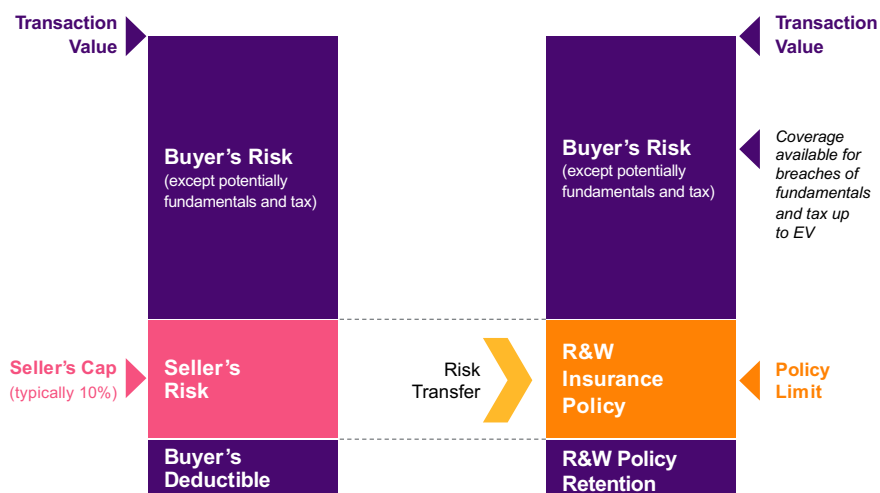 Transaction
Value
Buyer’s Risk
(except potentially
fundamentals and tax)
Seller’s Cap
(typically 10%)
Seller’s
Risk
Buyer’s
Deductible
Risk
Transfer
Transaction
Value
Buyer’s Risk
(except potentially
fundamentals and tax)
Coverage
available for
breaches of
fundamentals
and tax up
to EV
R&W
Insurance
Policy
Policy
Limit
R&W Policy
Retention